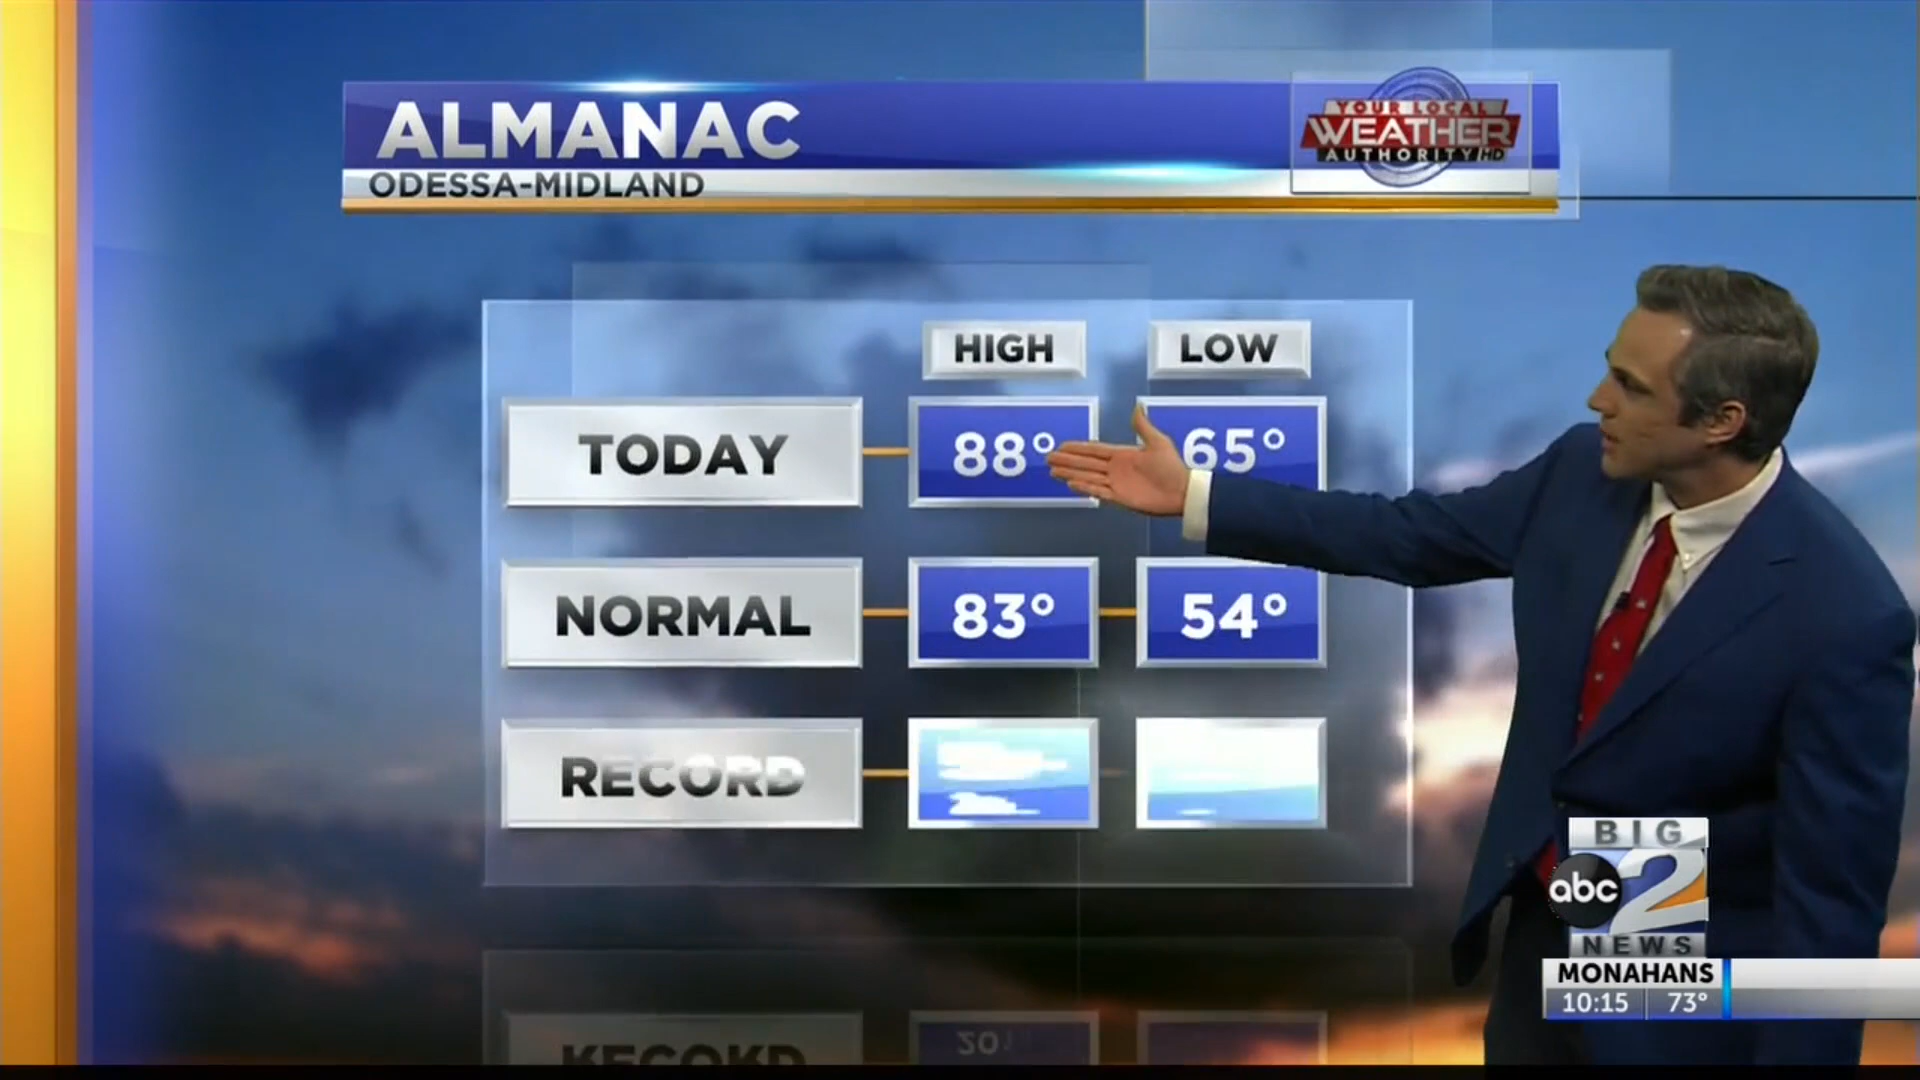 ALMANAC
ODESSA-MIDLAND
YOUR LOCAL
WEATHER
AUTHORITY HD
HIGH LOW
TODAY 88° 65°
NORMAL 83° 54°
RECORD
RECORD
BIG
abc 2
NEWS
MONAHANS
10:15 73°